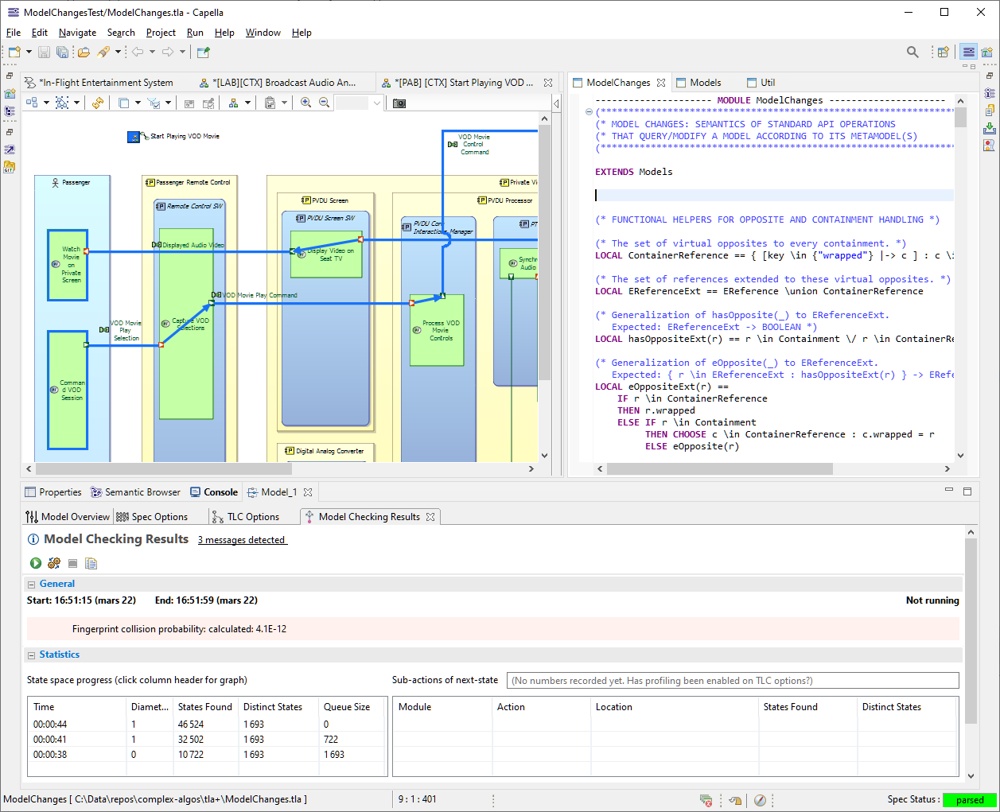 ModelChangesTest/ModelChanges.tla - Capella
File Edit Navigate Search Project Run Help Window Help
*In-Flight Entertainment System
*[LAB][CTX] Broadcast Audio An...
*[PAB] [CTX] Start Playing VOD ...
Start Playing VOD Movie
VOD Movie
Control
Command
Passenger
Passenger Remote Control
Private Vi
PVDU Screen
PVDU Processor
Remote Control SW
PVDU Screen SW
PVDU Com
Interactions Manager
PT
Watch
Movie
on
Private
Screen
Displayed Audio Video
Display Video on
Seat TV
Synchr
Audio
VOD Movie Play Command
VOD Movie
Play
Selection
Capture VOD
Selections
Process VOD
Movie
Controls
Comman
d VOD
Session
Digital Analog Converter
ModelChanges
Models
Util
--------------------- MODULE ModelChanges ---------------------
(****************************************************************
(* MODEL CHANGES: SEMANTICS OF STANDARD API OPERATIONS
(* THAT QUERY/MODIFY A MODEL ACCORDING TO ITS METAMODEL(S)
(****************************************************************
EXTENDS Models
(* FUNCTIONAL HELPERS FOR OPPOSITE AND CONTAINMENT HANDLING *)
(* The set of virtual opposites to every containment. *)
LOCAL ContainerReference == { [key \in {"wrapped"} |-> c ] : c \i
(* The set of references extended to these virtual opposites. *)
LOCAL EReferenceExt == EReference \union ContainerReference
(* Generalization of hasOpposite(_) to EReferenceExt.
Expected: EReferenceExt -> BOOLEAN *)
LOCAL hasOppositeExt(r) == r \in Containment \/ r \in ContainerRe
(* Generalization of eOpposite(_) to EReferenceExt.
Expected: { r \in EReferenceExt : hasOppositeExt(r) } -> ERefe
LOCAL eOppositeExt(r) ==
IF r \in ContainerReference
THEN r.wrapped
ELSE IF r \in Containment
THEN CHOOSE c \in ContainerReference : c.wrapped = r
ELSE eOpposite(r)
Properties
Semantic Browser
Console
Model_1
Model Overview
Spec Options
TLC Options
Model Checking Results
Model Checking Results 3 messages detected
General
Start: 16:51:15 (mars 22) End: 16:51:59 (mars 22) Not running
Fingerprint collision probability: calculated: 4.1E-12
Statistics
State space progress (click column header for graph)
Time Diamet... States Found Distinct States Queue Size
00:00:44 1 46 524 1 693 0
00:00:41 1 32 502 1 693 722
00:00:38 0 10 722 1 693 1 693
Sub-actions of next-state (No numbers recorded yet. Has profiling been enabled on TLC options?)
Module Action Location States Found Distinct States
ModelChanges [ C:\Data\repos\complex-algos\tla+\ModelChanges.tla ]
9 : 1 : 401
Spec Status : parsed